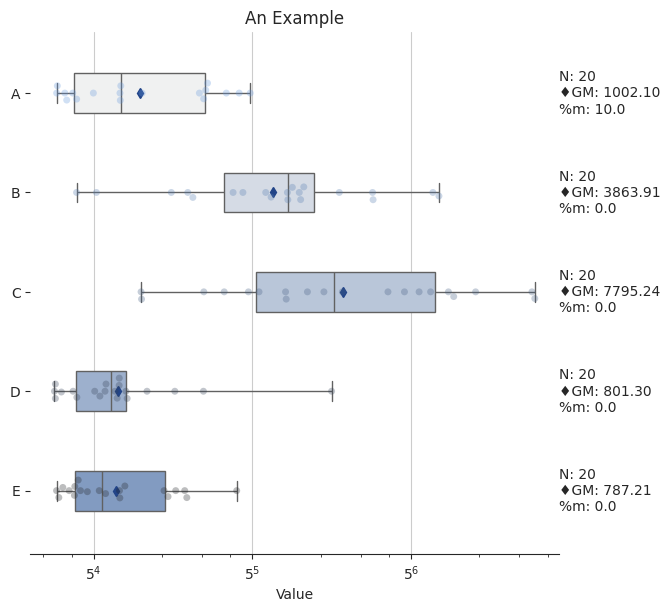 An Example
A
N: 20
♦GM: 1002.10
%m: 10.0
B
N: 20
♦GM: 3863.91
%m: 0.0
C
N: 20
♦GM: 7795.24
%m: 0.0
D
N: 20
♦GM: 801.30
%m: 0.0
E
N: 20
♦GM: 787.21
%m: 0.0
5⁴ 5⁵ 5⁶
Value